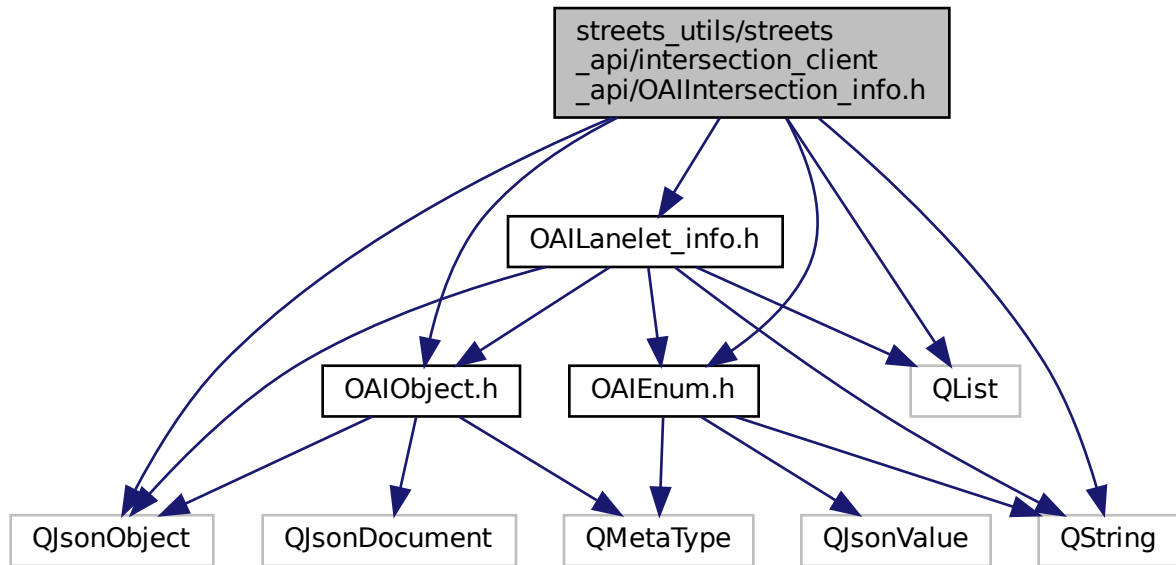 streets_utils/streets
_api/intersection_client
_api/OAIIntersection_info.h
OAILanelet_info.h
OAIObject.h
OAIEnum.h
QList
QJsonObject
QJsonDocument
QMetaType
QJsonValue
QString